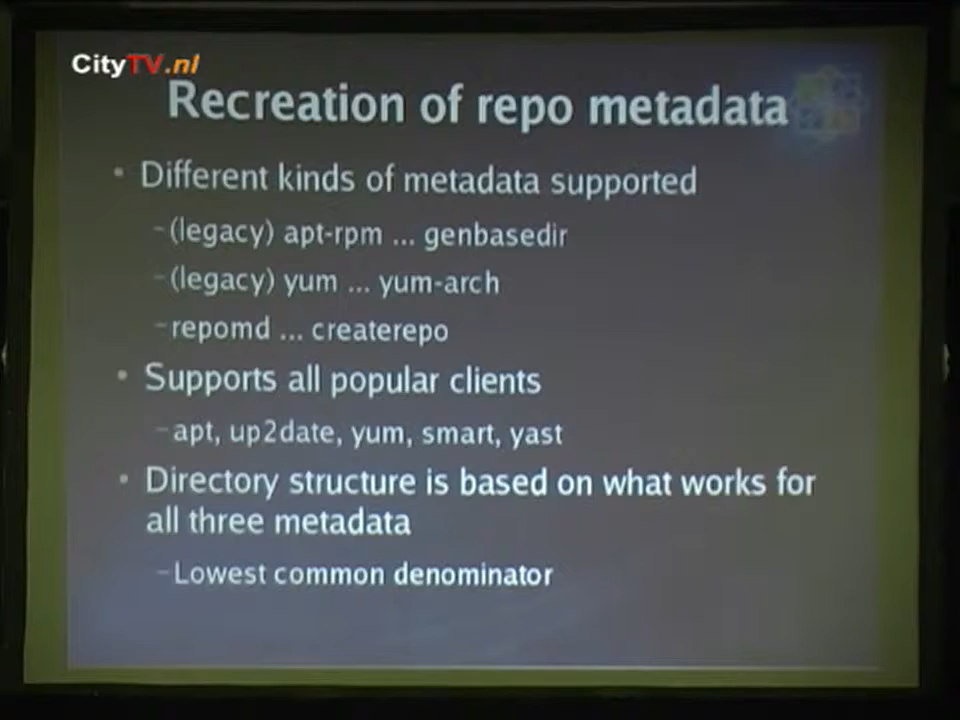 CityTV.nl
Recreation of repo metadata
• Different kinds of metadata supported
– (legacy) apt-rpm ... genbasedir
– (legacy) yum ... yum-arch
– repomd ... createrepo
• Supports all popular clients
– apt, up2date, yum, smart, yast
• Directory structure is based on what works for
all three metadata
– Lowest common denominator